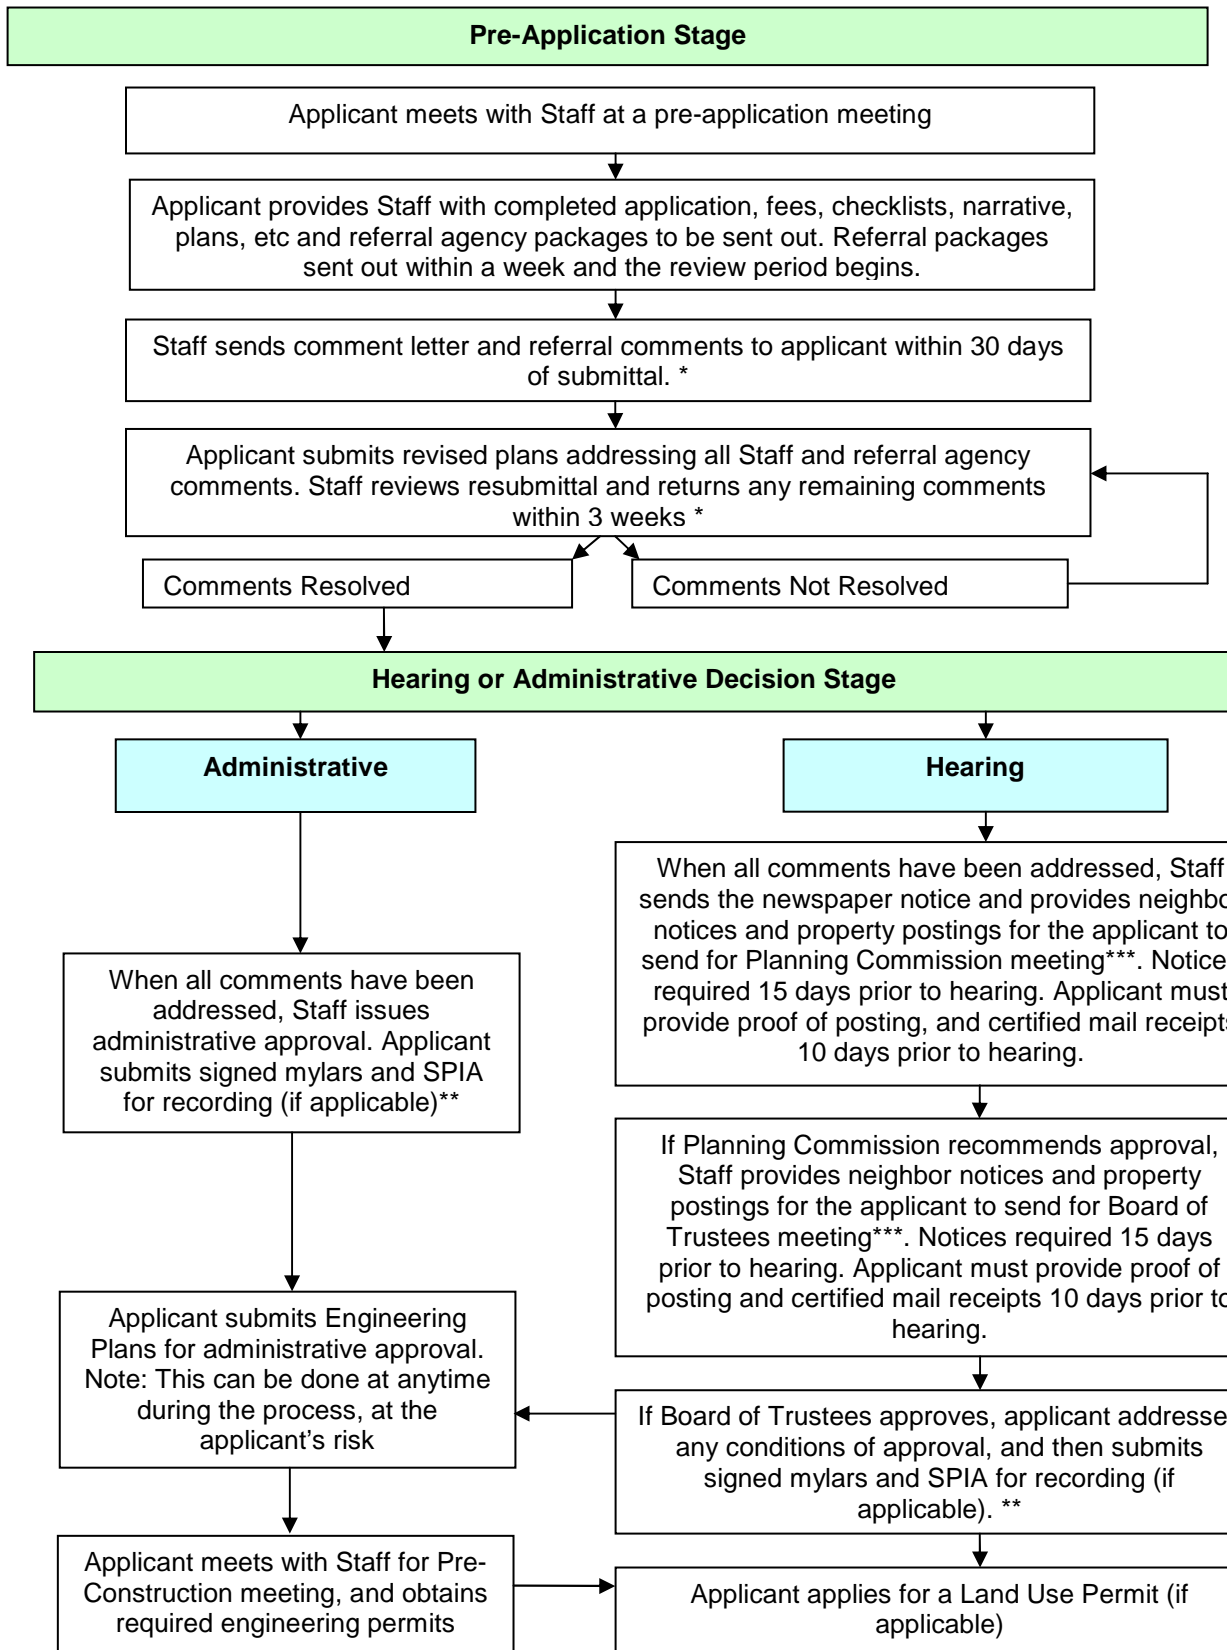 Pre-Application Stage
Applicant meets with Staff at a pre-application meeting
Applicant provides Staff with completed application, fees, checklists, narrative,
plans, etc and referral agency packages to be sent out. Referral packages
sent out within a week and the review period begins.
Staff sends comment letter and referral comments to applicant within 30 days
of submittal. *
Applicant submits revised plans addressing all Staff and referral agency
comments. Staff reviews resubmittal and returns any remaining comments
within 3 weeks *
Comments Resolved
Comments Not Resolved
Hearing or Administrative Decision Stage
Administrative
Hearing
When all comments have been addressed, Staff
sends the newspaper notice and provides neighbo
notices and property postings for the applicant to
send for Planning Commission meeting***. Notice
required 15 days prior to hearing. Applicant must
provide proof of posting, and certified mail receipts
10 days prior to hearing.
When all comments have been
addressed, Staff issues
administrative approval. Applicant
submits signed mylars and SPIA
for recording (if applicable)**
If Planning Commission recommends approval,
Staff provides neighbor notices and property
postings for the applicant to send for Board of
Trustees meeting***. Notices required 15 days
prior to hearing. Applicant must provide proof of
posting and certified mail receipts 10 days prior to
hearing.
Applicant submits Engineering
Plans for administrative approval.
Note: This can be done at anytime
during the process, at the
applicant’s risk
If Board of Trustees approves, applicant addresse
any conditions of approval, and then submits
signed mylars and SPIA for recording (if
applicable). **
Applicant meets with Staff for Pre-
Construction meeting, and obtains
required engineering permits
Applicant applies for a Land Use Permit (if
applicable)